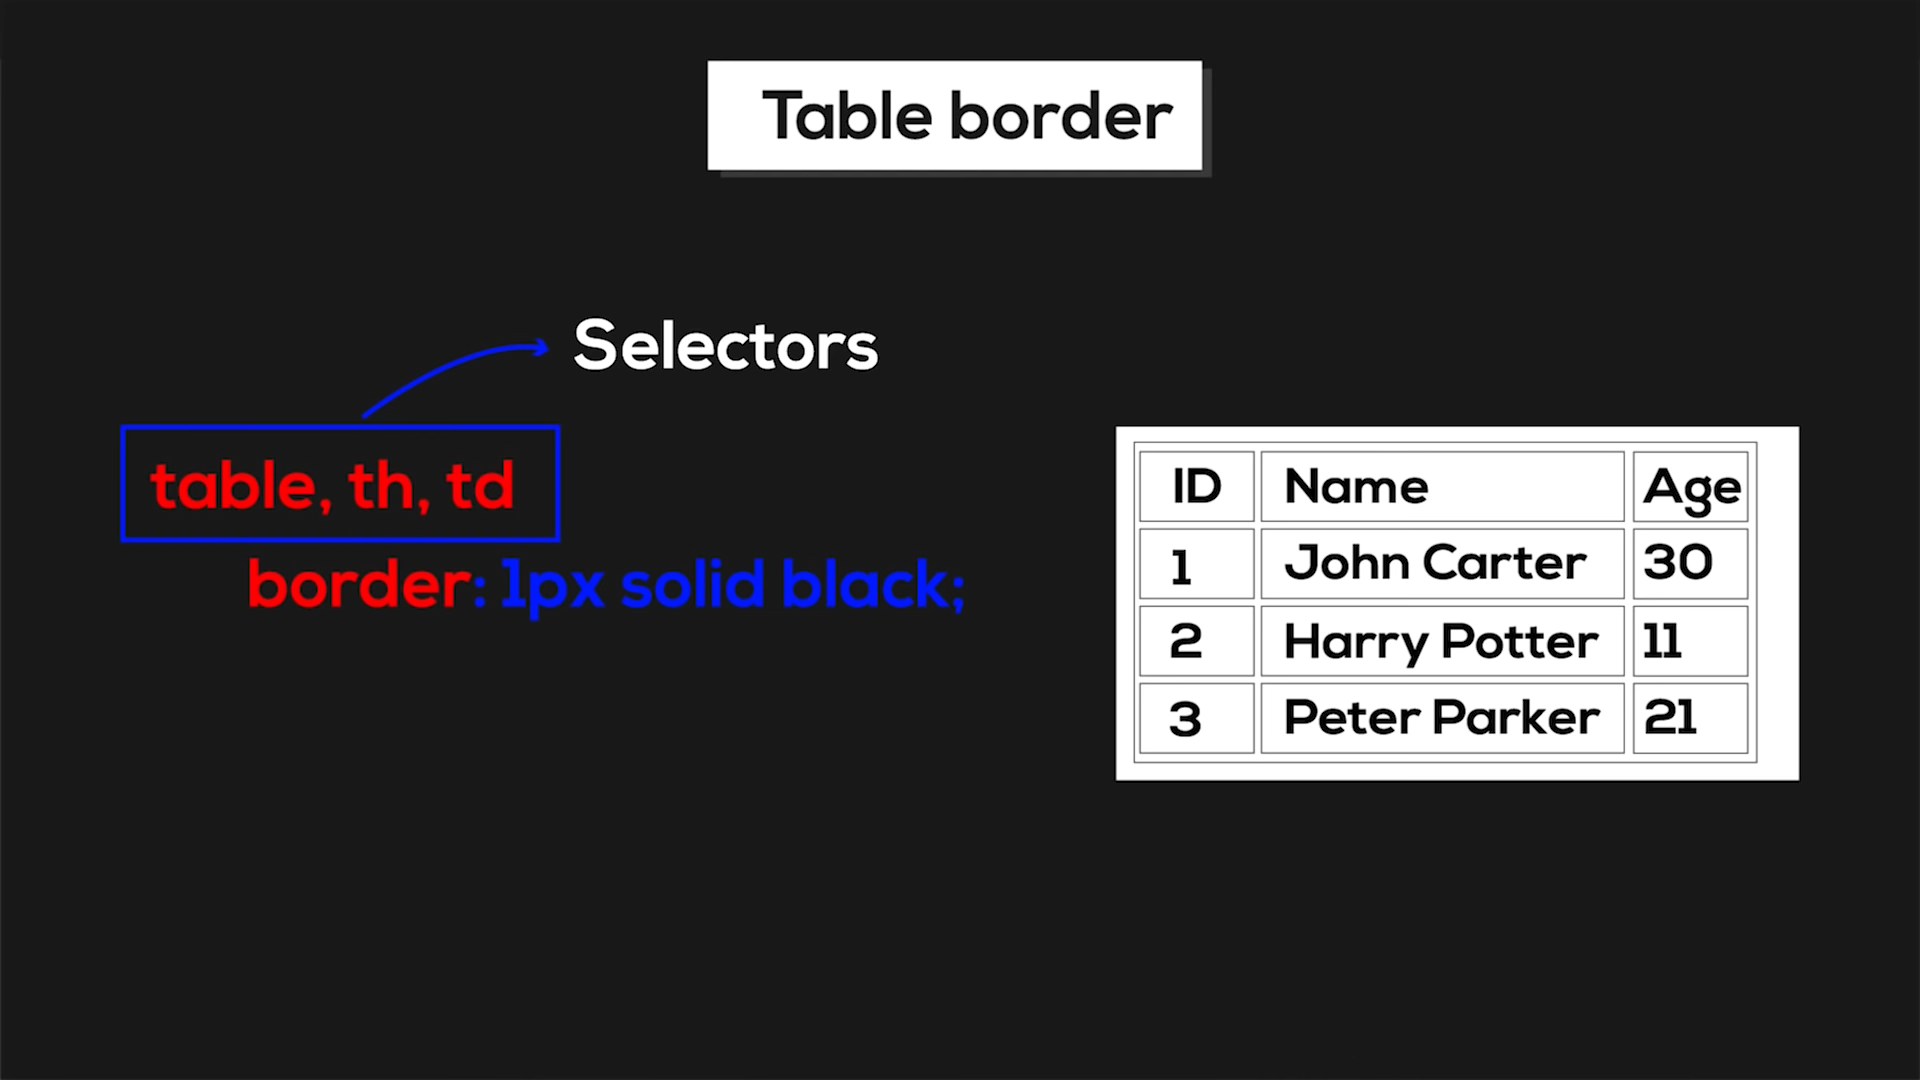 Table border
Selectors
table, th, td
border: 1px solid black;
ID Name Age
1 John Carter 30
2 Harry Potter 11
3 Peter Parker 21